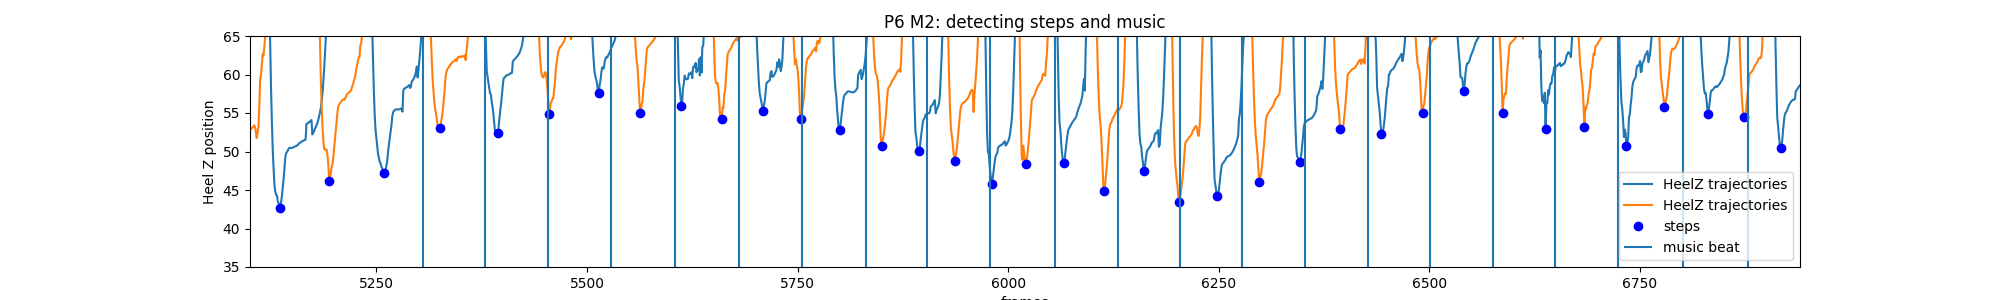 P6 M2: detecting steps and music
65
60
55
50
45
40
35
Heel Z position
5250
5500
5750
6000
6250
6500
6750
frames
HeelZ trajectories
HeelZ trajectories
steps
music beat